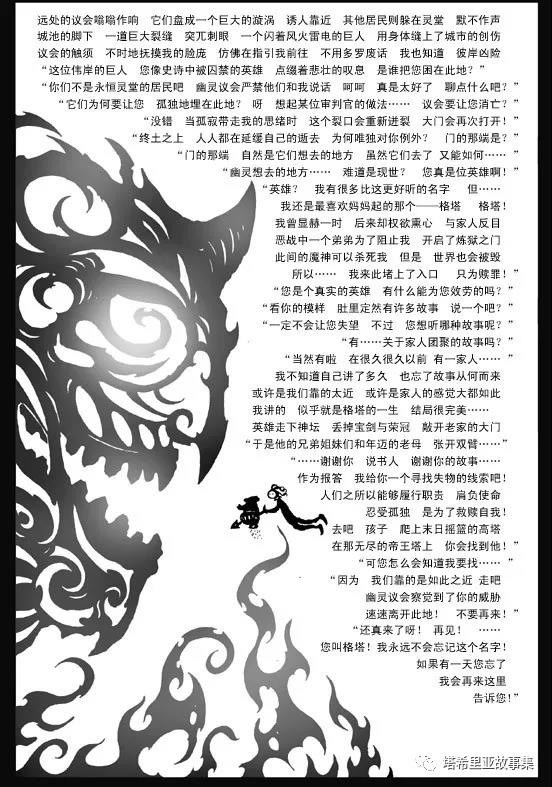 远处的议会嗡嗡作响 它们盘成一个巨大的漩涡 诱人靠近 其他居民则躲在灵堂 默不作声
城池的脚下 一道巨大裂缝 突兀刺眼 一个闪着风火雷电的巨人 用身体缝上了城市的创伤
议会的触须 不时地抚摸我的脸庞 仿佛在指引我前往 不用多罗废话 我也知道 彼岸凶险
“这位伟岸的巨人 您像史诗中被囚禁的英雄 点缀着悲壮的叹息 是谁把您困在此地？”
“你们不是永恒灵堂的居民吧 幽灵议会严禁他们和我说话 呵呵 真是太好了 聊点什么吧？”
“它们为何要让您 孤独地埋在此地？ 呀 想起某位审判官的做法…… 议会要让您消亡？”
“没错 当孤寂带走我的思绪时 这个裂口会重新迸裂 大门会再次打开！”
“终土之上 人人都在延缓自己的逝去 为何唯独对你例外？ 门的那端是？”
“门的那端 自然是它们想去的地方 虽然它们去了 又能如何……”
“幽灵想去的地方…… 难道是现世？ 您真是位英雄啊！”
“英雄？ 我有很多比这更好听的名字 但……
我还是最喜欢妈妈起的那个——格塔 格塔！
我曾显赫一时 后来却权欲熏心 与家人反目
恶战中一个弟弟为了阻止我 开启了炼狱之门
此间的魔神可以杀死我 但是 世界也会被毁
所以…… 我来此堵上了入口 只为赎罪！”
“您是个真实的英雄 有什么能为您效劳的吗？”
“看你的模样 肚里定然有许多故事 说一个吧？”
“一定不会让您失望 不过 您想听哪种故事呢？”
“有……关于家人团聚的故事吗？”
“当然有啦 在很久很久以前 有一家人…… ”
我不知道自己讲了多久 也忘了故事从何而来
或许是我们靠的太近 或许是家人的感觉大都如此
我讲的 似乎就是格塔的一生 结局很完美……
英雄走下神坛 丢掉宝剑与荣冠 敲开老家的大门
“于是他的兄弟姐妹们和年迈的老母 张开双臂……”
“……谢谢你 说书人 谢谢你的故事……
作为报答 我给你一个寻找失物的线索吧！
人们之所以能够履行职责 肩负使命
忍受孤独 是为了救赎自我！
去吧 孩子 爬上末日摇篮的高塔
在那无尽的帝王塔上 你会找到他！”
“可您怎么会知道我要找……”
“因为 我们靠的是如此之近 走吧
幽灵议会察觉到了你的威胁
速速离开此地！ 不要再来！”
“还真来了呀！ 再见！ ……
您叫格塔！我永远不会忘记这个名字！
如果有一天您忘了
我会再来这里
告诉您！”
塔希里亚故事集